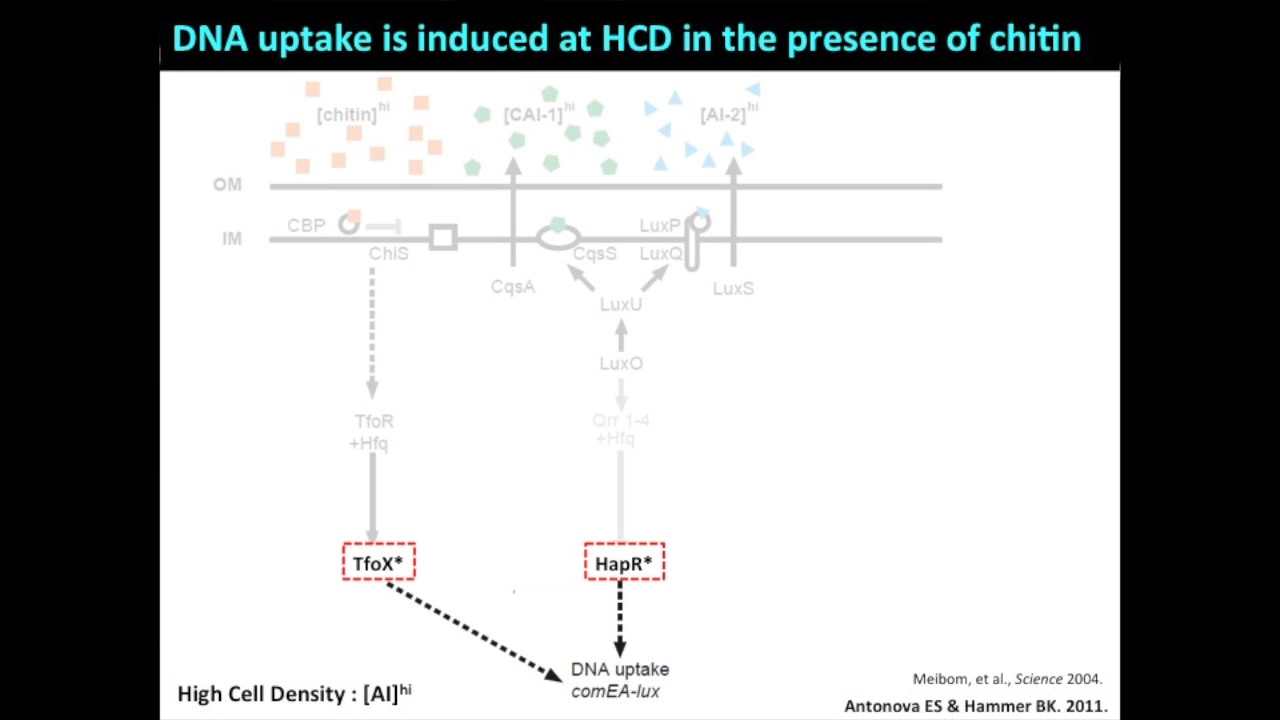 DNA uptake is induced at HCD in the presence of chitin
[chitin]hi
[CAI-1]hi
[AI-2]hi
OM
CBP
LuxP
IM
ChiS
CqsS
LuxQ
CqsA
LuxU
LuxS
LuxO
TfoR
+Hfq
Qrr 1-4
+Hfq
TfoX*
HapR*
DNA uptake
comEA-lux
High Cell Density : [AI]hi
Meibom, et al., Science 2004.
Antonova ES & Hammer BK. 2011.